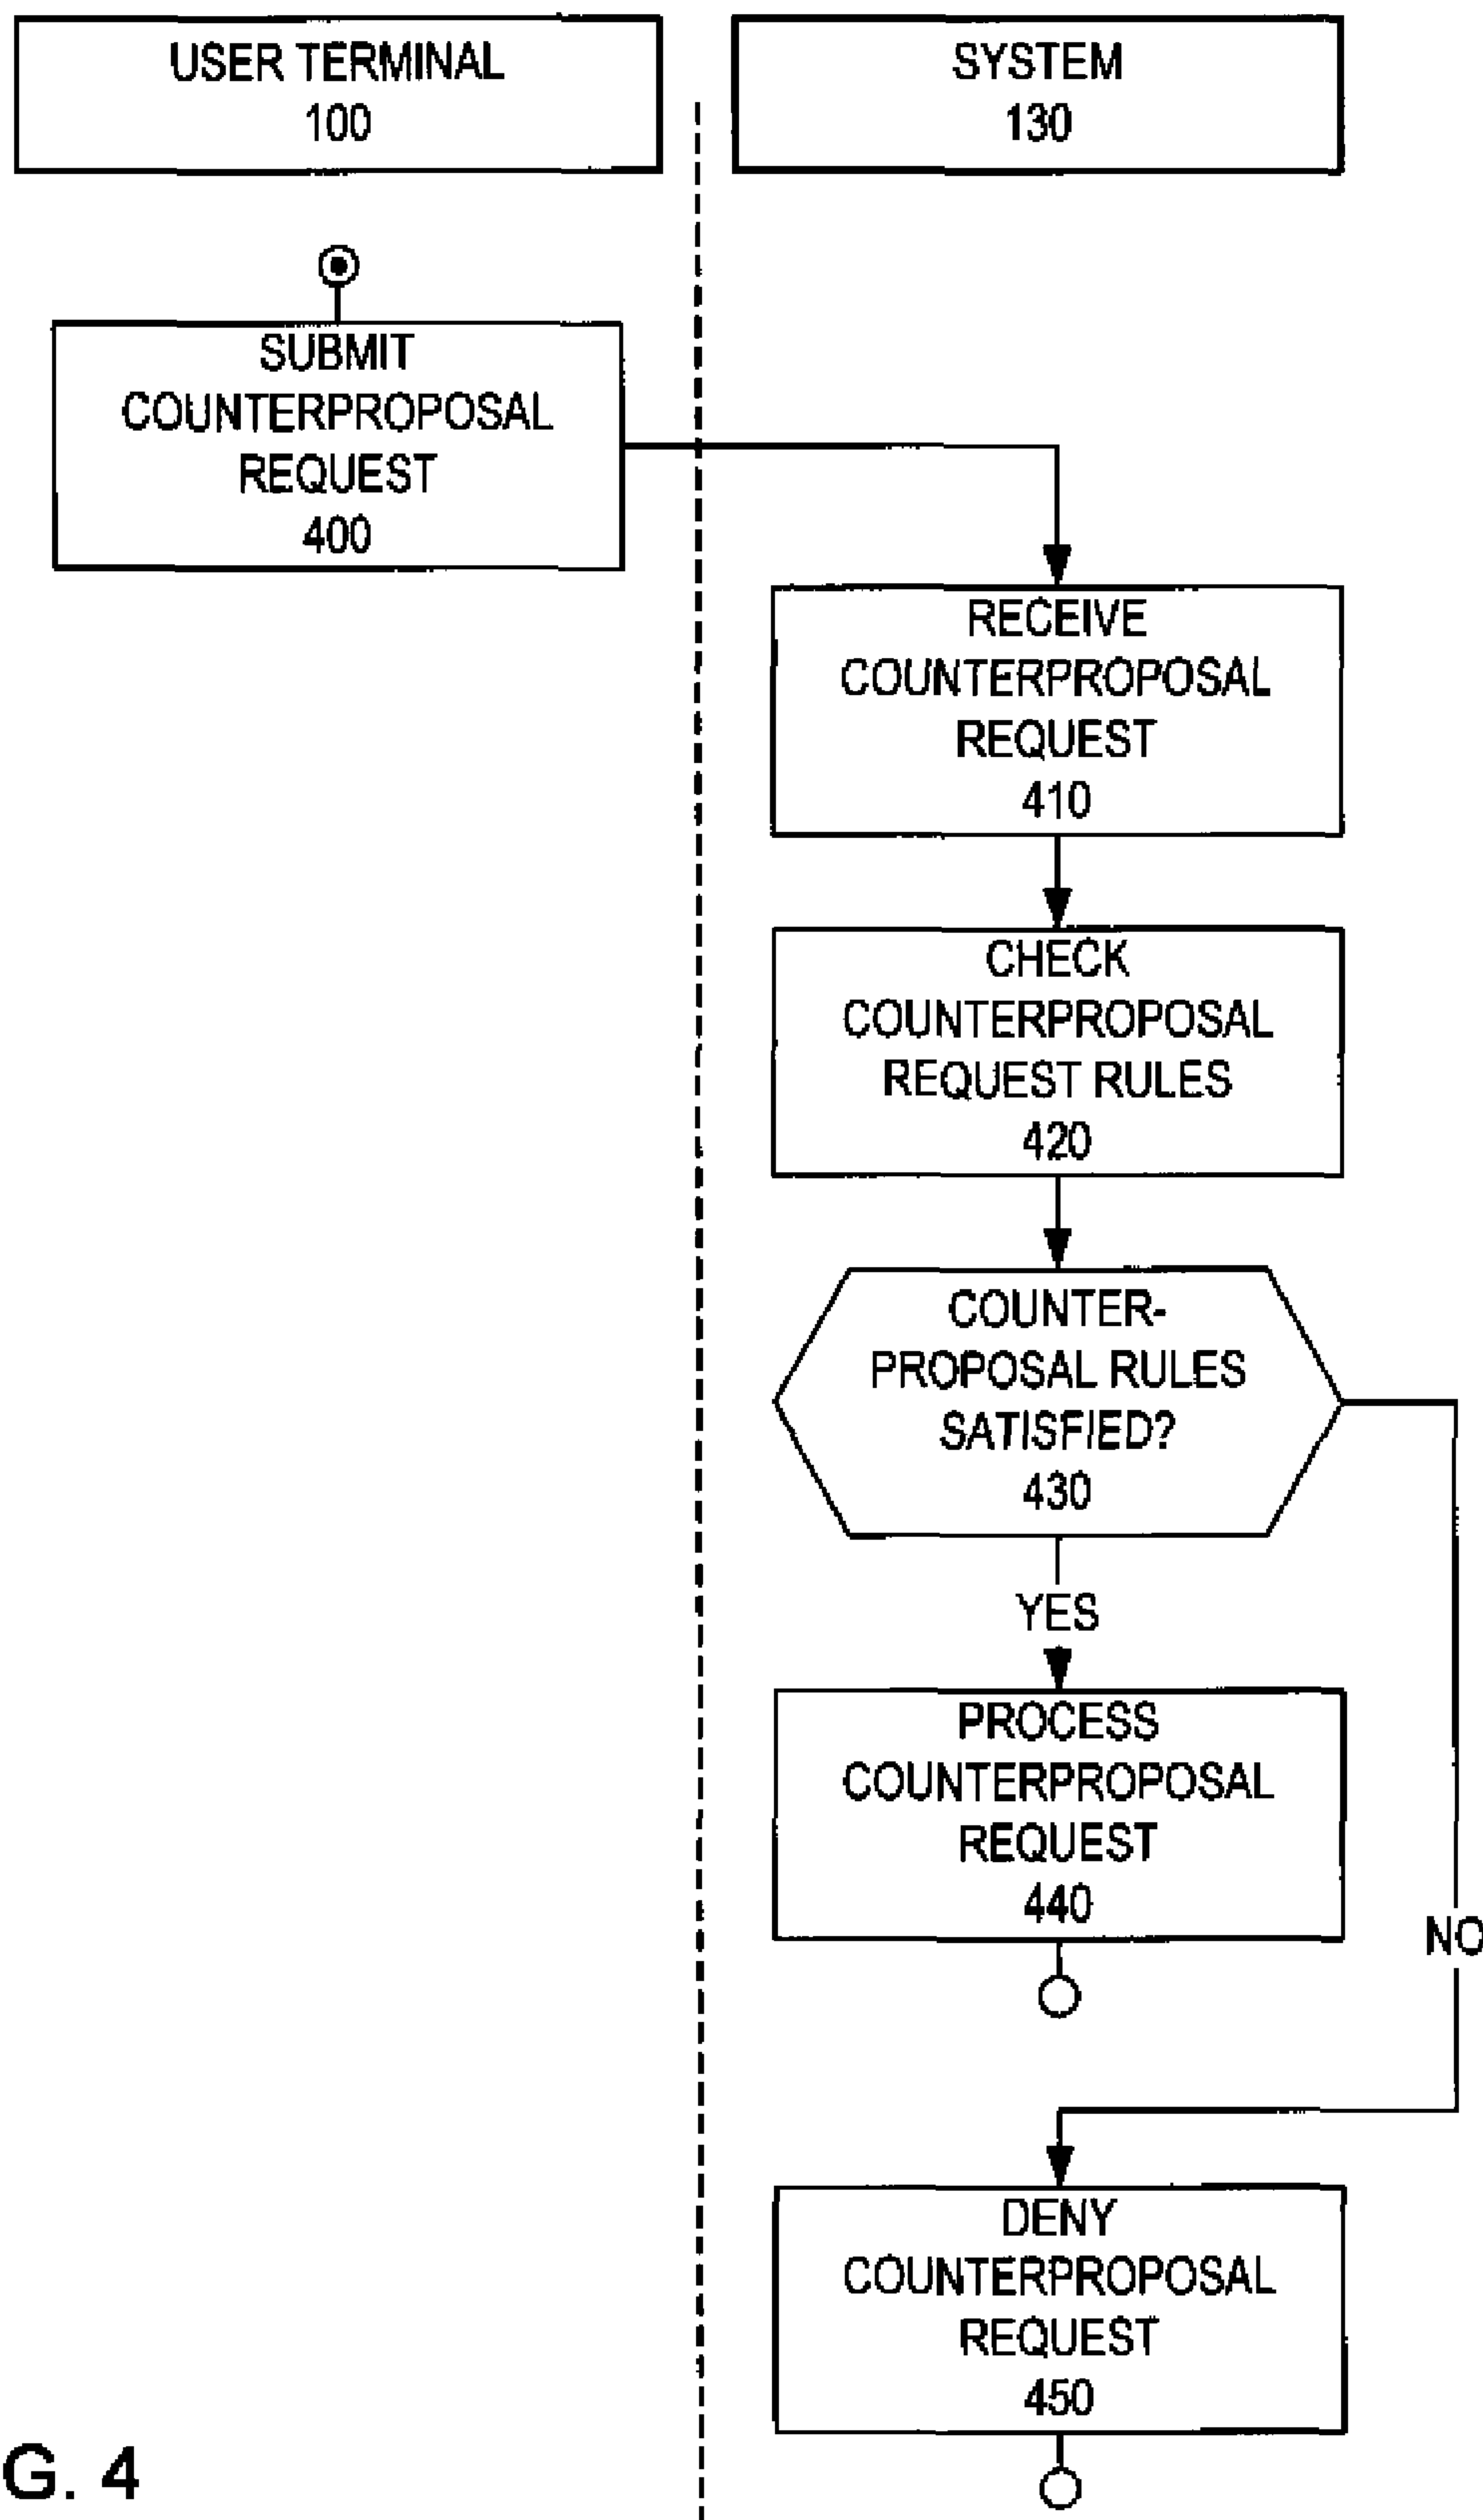 USER TERMINAL
100
SYSTEM
130
SUBMIT
COUNTERPROPOSAL
REQUEST
400
RECEIVE
COUNTERPROPOSAL
REQUEST
410
CHECK
COUNTERPROPOSAL
REQUEST RULES
420
COUNTER-
PROPOSAL RULES
SATISFIED?
430
YES
PROCESS
COUNTERPROPOSAL
REQUEST
440
NO
DENY
COUNTERPROPOSAL
REQUEST
450
G. 4